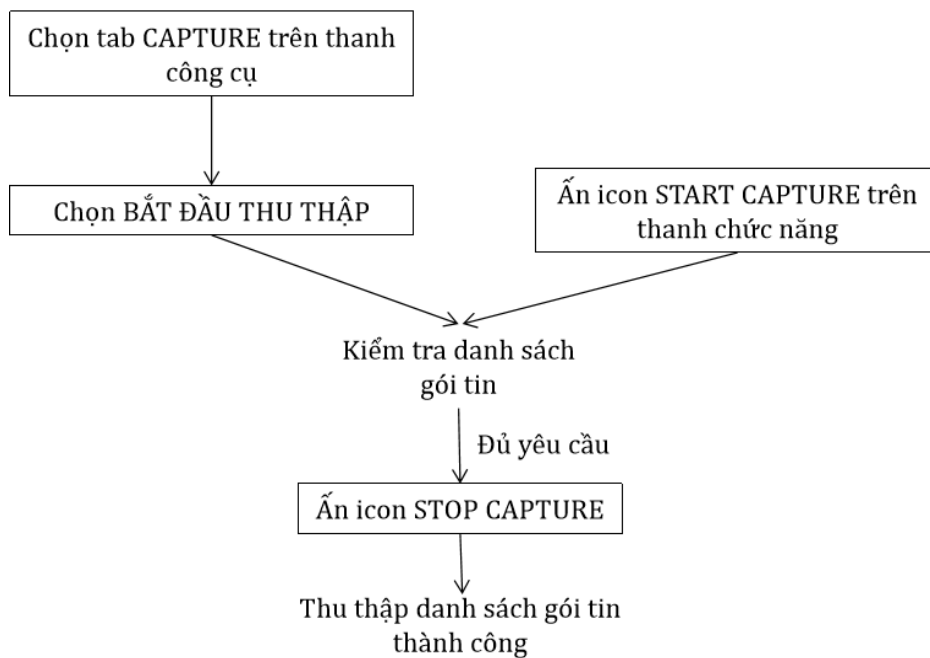 Chọn tab CAPTURE trên thanh
công cụ
Chọn BẮT ĐẦU THU THẬP
Ấn icon START CAPTURE trên
thanh chức năng
Kiểm tra danh sách
gói tin
Đủ yêu cầu
Ấn icon STOP CAPTURE
Thu thập danh sách gói tin
thành công